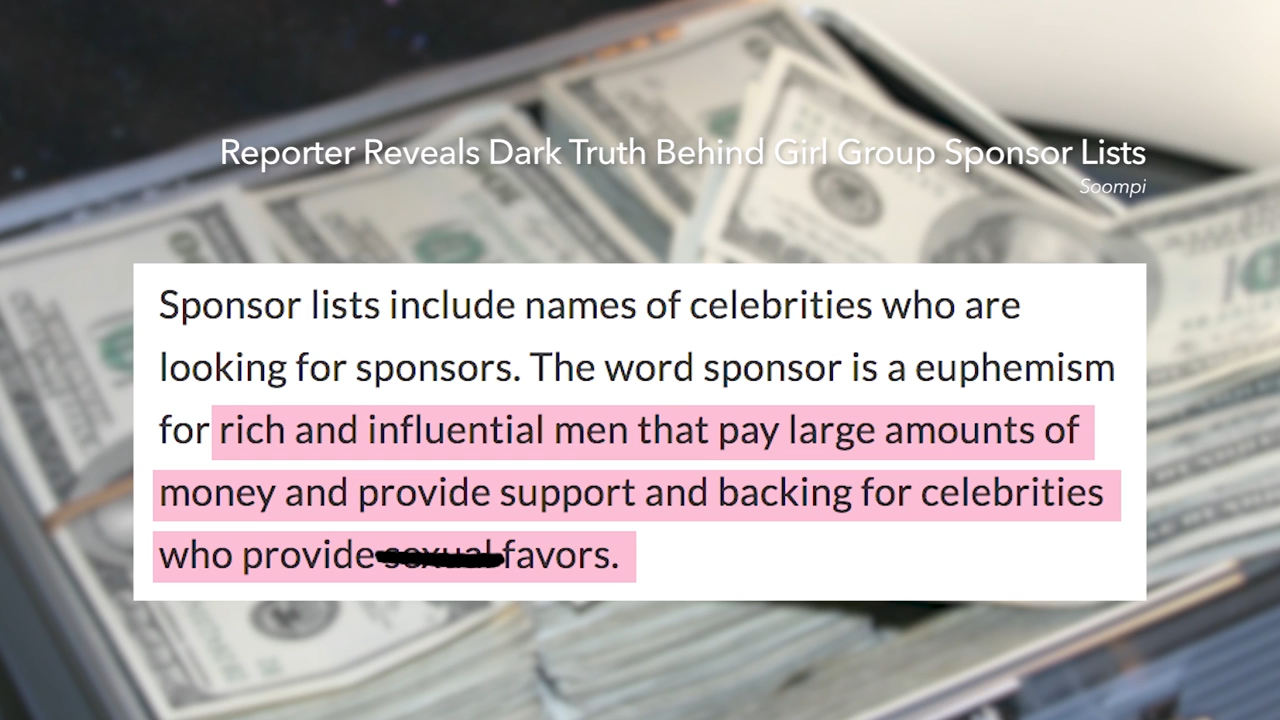 Reporter Reveals Dark Truth Behind Girl Group Sponsor Lists
Soompi
Sponsor lists include names of celebrities who are
looking for sponsors. The word sponsor is a euphemism
for rich and influential men that pay large amounts of
money and provide support and backing for celebrities
who provide sexual favors.